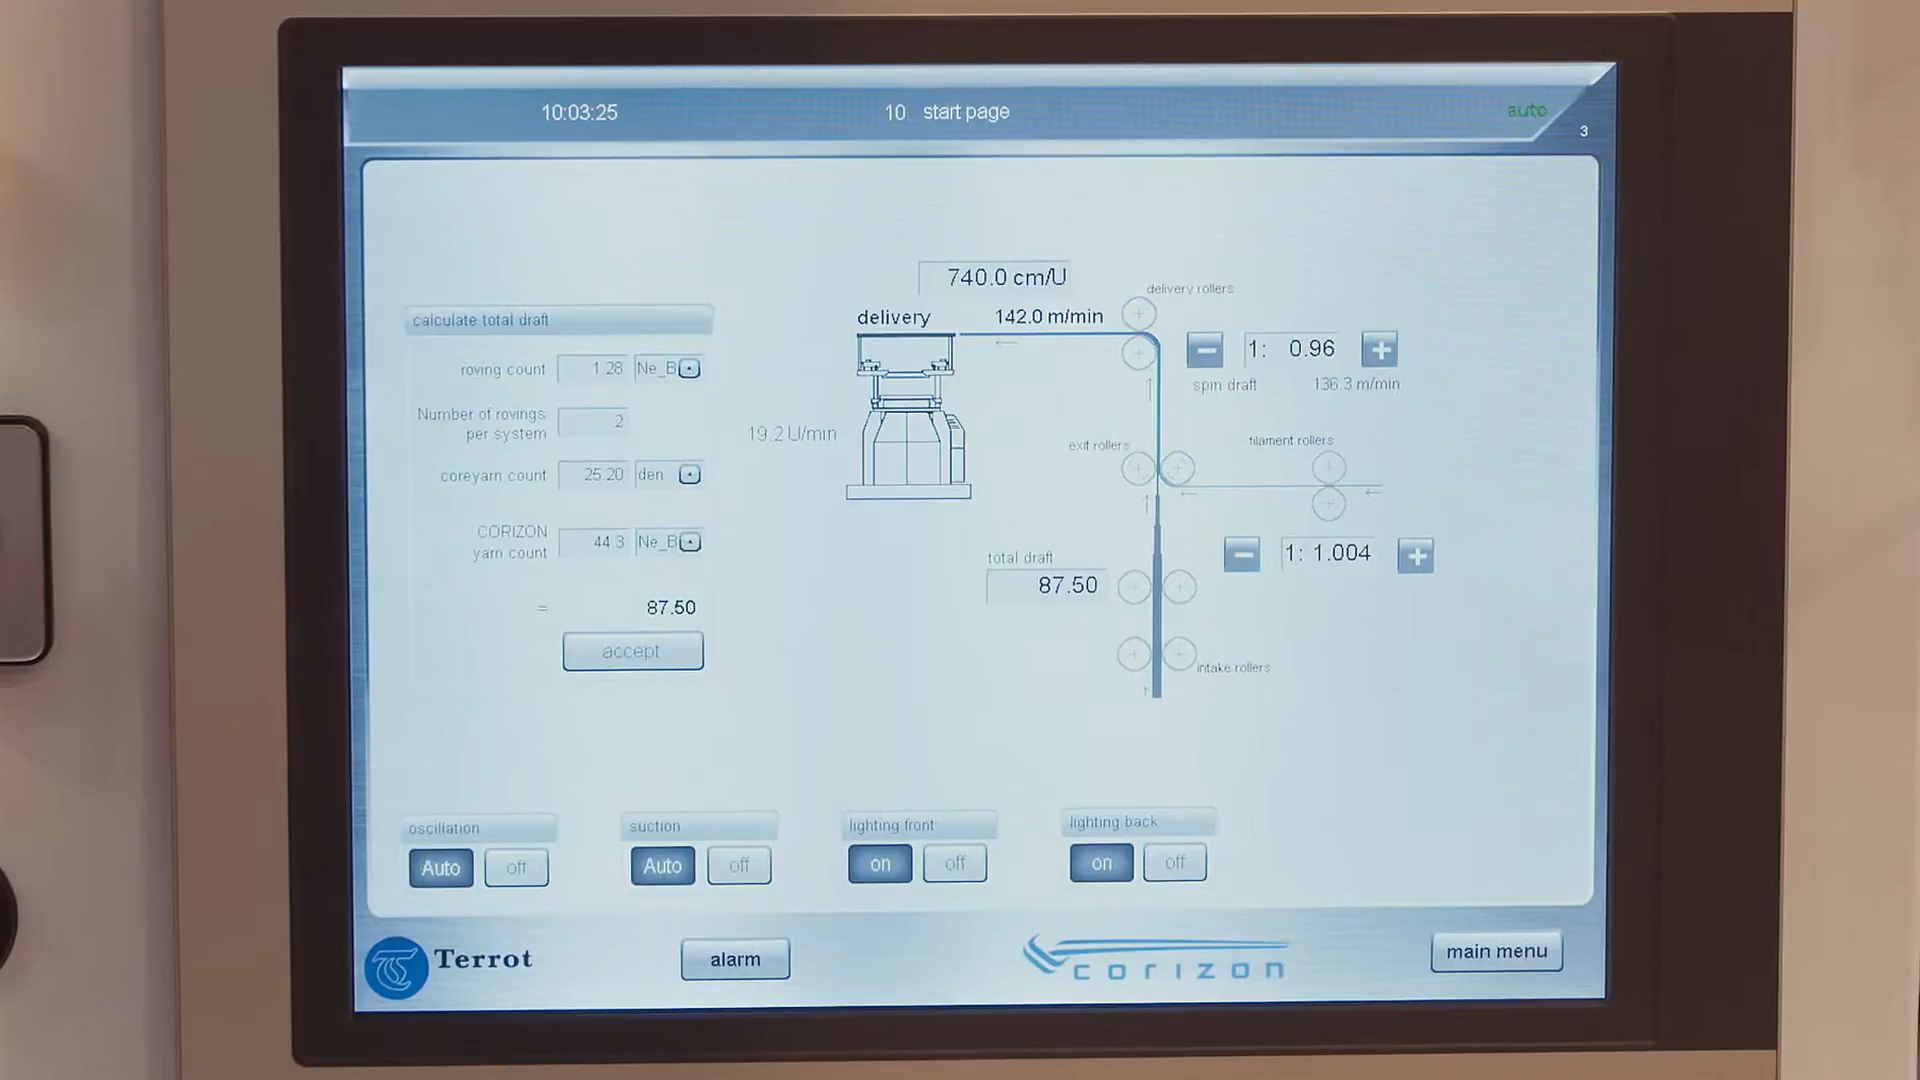 10:03:25
10 start page
auto
3
740.0 cm/U
delivery rollers
delivery
142.0 m/min
calculate total draft
1: 0.96
roving count 1.28 Ne_B
spin draft 136.3 m/min
Number of rovings
per system
2
19.2 U/min
exit rollers
filament rollers
coreyarn count 25.20 den
CORIZON
yarn count
44.3 Ne_B
total draft
1: 1.004
87.50
= 87.50
accept
intake rollers
oscillation
Auto off
suction
Auto off
lighting front
on off
lighting back
on off
Terrot
alarm
corizon
main menu